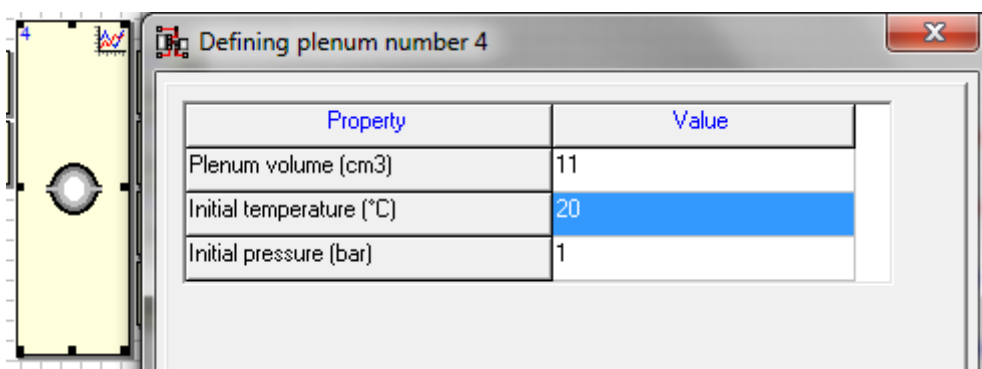 4
Defining plenum number 4
Property Value
Plenum volume (cm3) 11
Initial temperature (°C) 20
Initial pressure (bar) 1